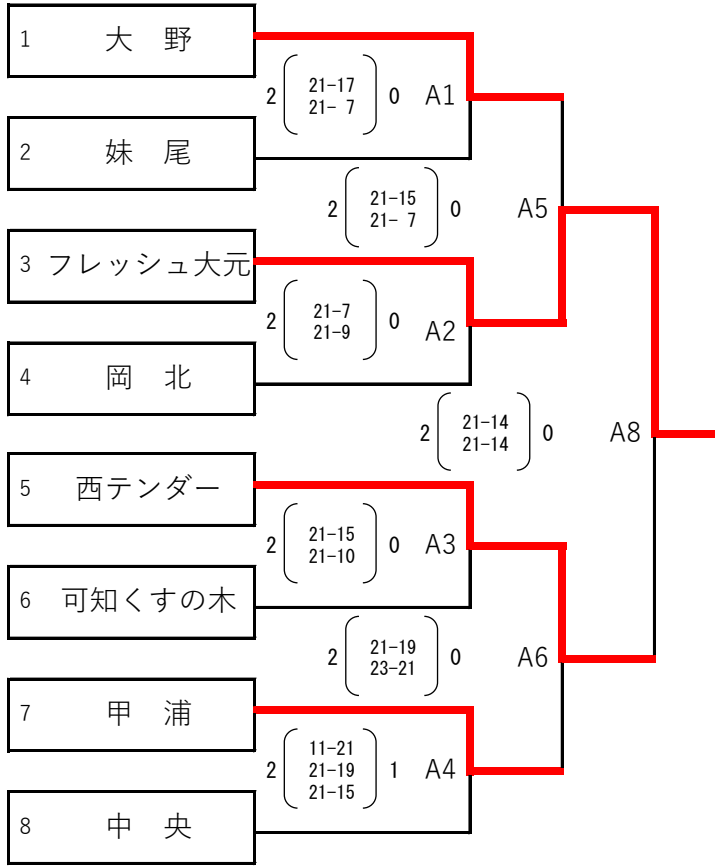 1 大 野
2 21-17 0 A1
21- 7
2 妹 尾
2 21-15 0 A5
21- 7
3 フレッシュ大元
2 21-7 0 A2
21-9
4 岡 北
2 21-14 0 A8
21-14
5 西テンダー
2 21-15 0 A3
21-10
6 可知くすの木
2 21-19 0 A6
23-21
7 甲 浦
11-21
2 21-19 1 A4
21-15
8 中 央